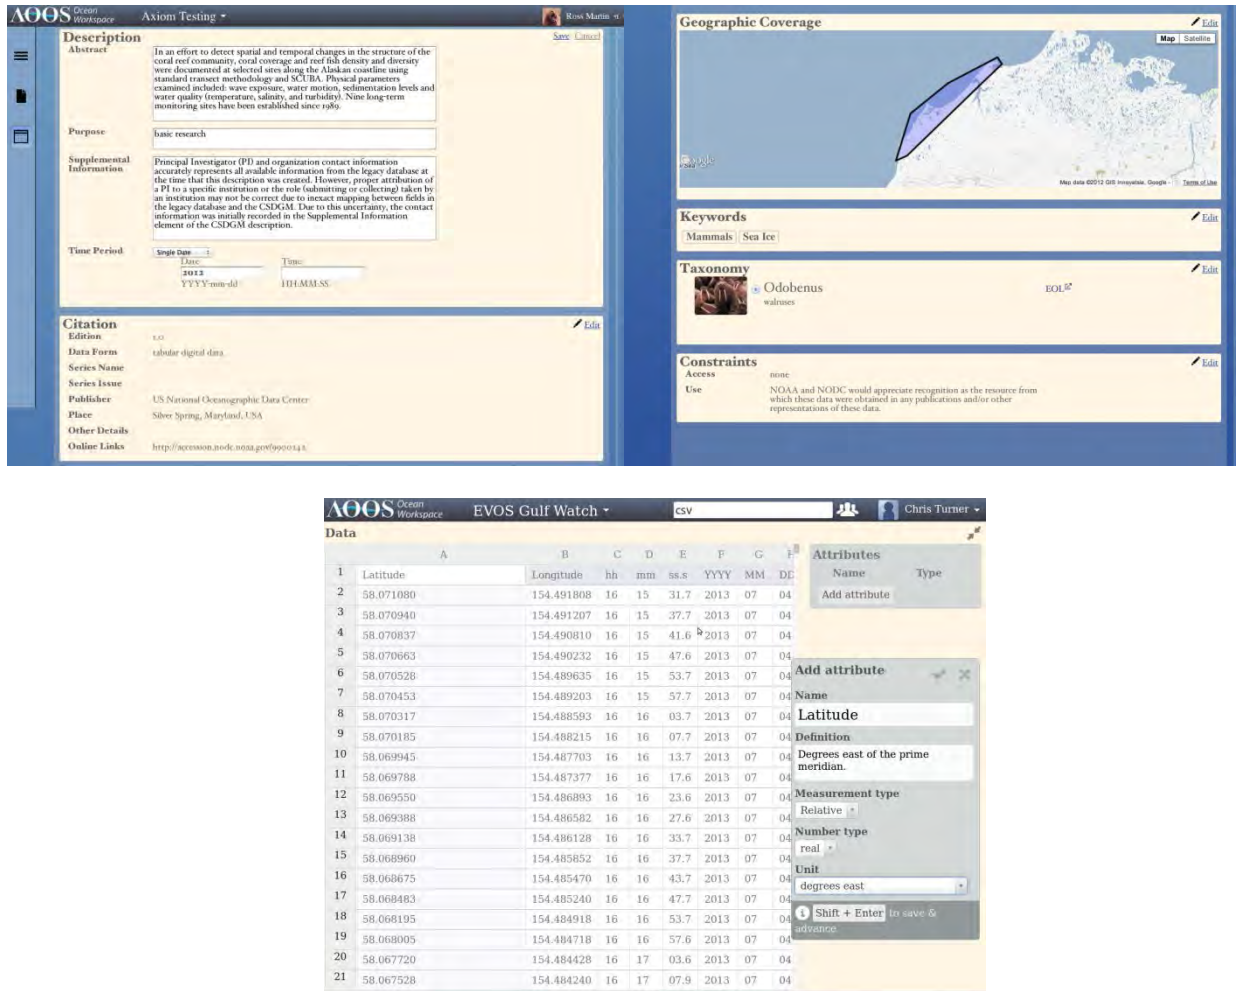 AOOS Ocean Workspace Axiom Testing Ross Martin
Description Save Cancel
Abstract
In an effort to detect spatial and temporal changes in the structure of the
coral reef community, coral coverage and reef fish density and diversity
were documented at selected sites along the Alaskan coastline using
standard transect methodology and SCUBA. Physical parameters
examined included: wave exposure, water motion, sedimentation levels and
water quality (temperature, salinity, and turbidity). Nine long-term
monitoring sites have been established since 1989.
Purpose
basic research
Supplemental
Information
Principal Investigator (PI) and organization contact information
accurately represents all available information from the legacy database at
the time that this description was created. However, proper attribution of
a PI to a specific institution or the role (submitting or collecting) taken by
an institution may not be correct due to inexact mapping between fields in
the legacy database and the CSDGM. Due to this uncertainty, the contact
information was initially recorded in the Supplemental Information
element of the CSDGM description.
Time Period Single Date
Date Time
2012
YYYY-mm-dd HH:MM:SS
Citation Edit
Edition 1.0
Data Form tabular digital data
Series Name
Series Issue
Publisher US National Oceanographic Data Center
Place Silver Spring, Maryland, USA
Other Details
Online Links
Geographic Coverage Edit
Map Satellite
Google
Map data ©2012 GIS Innovatsia, Google - Terms of Use
Keywords Edit
Mammals Sea Ice
Taxonomy Edit
Odobenus EOL
walruses
Constraints Edit
Access none
Use NOAA and NODC would appreciate recognition as the resource from
which these data were obtained in any publications and/or other
representations of these data.
AOOS Ocean Workspace EVOS Gulf Watch csv Chris Turner
Data
A B C D E F G H
1 Latitude Longitude hh mm ss.s YYYY MM DD
2 58.071080 154.491808 16 15 31.7 2013 07 04
3 58.070940 154.491207 16 15 37.7 2013 07 04
4 58.070837 154.490810 16 15 41.6 2013 07 04
5 58.070663 154.490232 16 15 47.6 2013 07 04
6 58.070528 154.489635 16 15 53.7 2013 07 04
7 58.070453 154.489203 16 15 57.7 2013 07 04
8 58.070317 154.488593 16 16 03.7 2013 07 04
9 58.070185 154.488215 16 16 07.7 2013 07 04
10 58.069945 154.487703 16 16 13.7 2013 07 04
11 58.069788 154.487377 16 16 17.6 2013 07 04
12 58.069550 154.486893 16 16 23.6 2013 07 04
13 58.069388 154.486582 16 16 27.6 2013 07 04
14 58.069138 154.486128 16 16 33.7 2013 07 04
15 58.068960 154.485852 16 16 37.7 2013 07 04
16 58.068675 154.485470 16 16 43.7 2013 07 04
17 58.068483 154.485240 16 16 47.7 2013 07 04
18 58.068195 154.484918 16 16 53.7 2013 07 04
19 58.068005 154.484718 16 16 57.6 2013 07 04
20 58.067720 154.484428 16 17 03.6 2013 07 04
21 58.067528 154.484240 16 17 07.9 2013 07 04
Attributes
Name Type
Add attribute
Add attribute
Name
Latitude
Definition
Degrees east of the prime
meridian.
Measurement type
Relative
Number type
real
Unit
degrees east
Shift + Enter to save &
advance